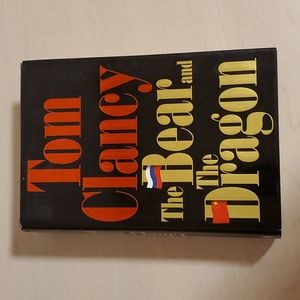 Tom
Clancy
The Bear and
The
Dragon